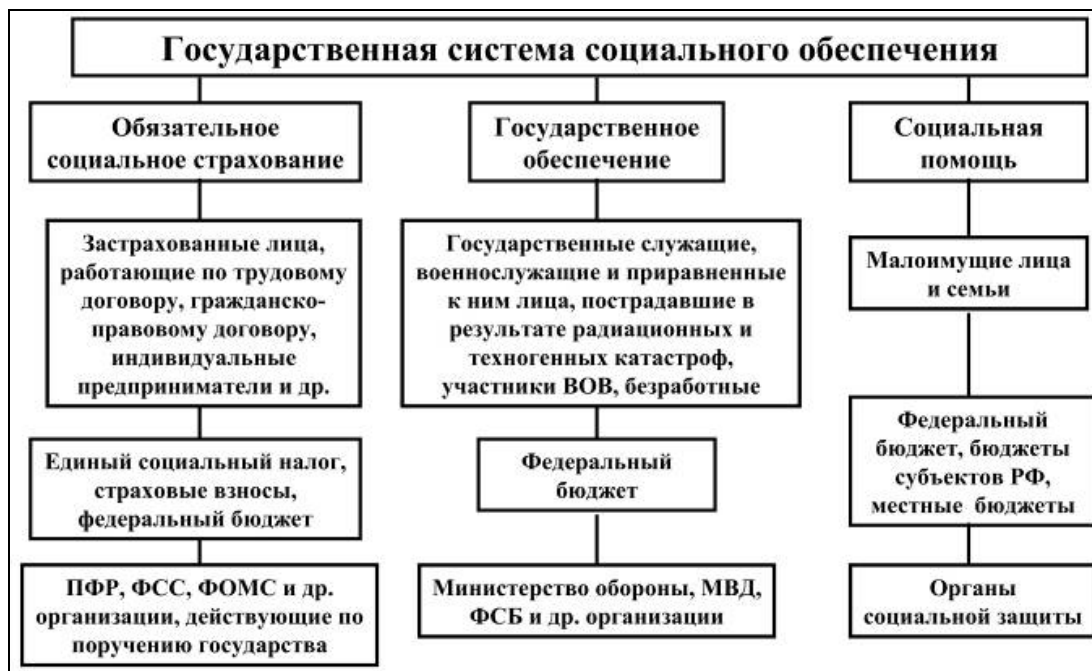 Государственная система социального обеспечения
Обязательное
социальное страхование
Застрахованные лица,
работающие по трудовому
договору, гражданско-
правовому договору,
индивидуальные
предприниматели и др.
Единый социальный налог,
страховые взносы,
федеральный бюджет
ПФР, ФСС, ФОМС и др.
организации, действующие по
поручению государства
Государственное
обеспечение
Государственные служащие,
военнослужащие и приравненные
к ним лица, пострадавшие в
результате радиационных и
техногенных катастроф,
участники ВОВ, безработные
Федеральный
бюджет
Министерство обороны, МВД,
ФСБ и др. организации
Социальная
помощь
Малоимущие лица
и семьи
Федеральный
бюджет, бюджеты
субъектов РФ,
местные бюджеты
Органы
социальной защиты